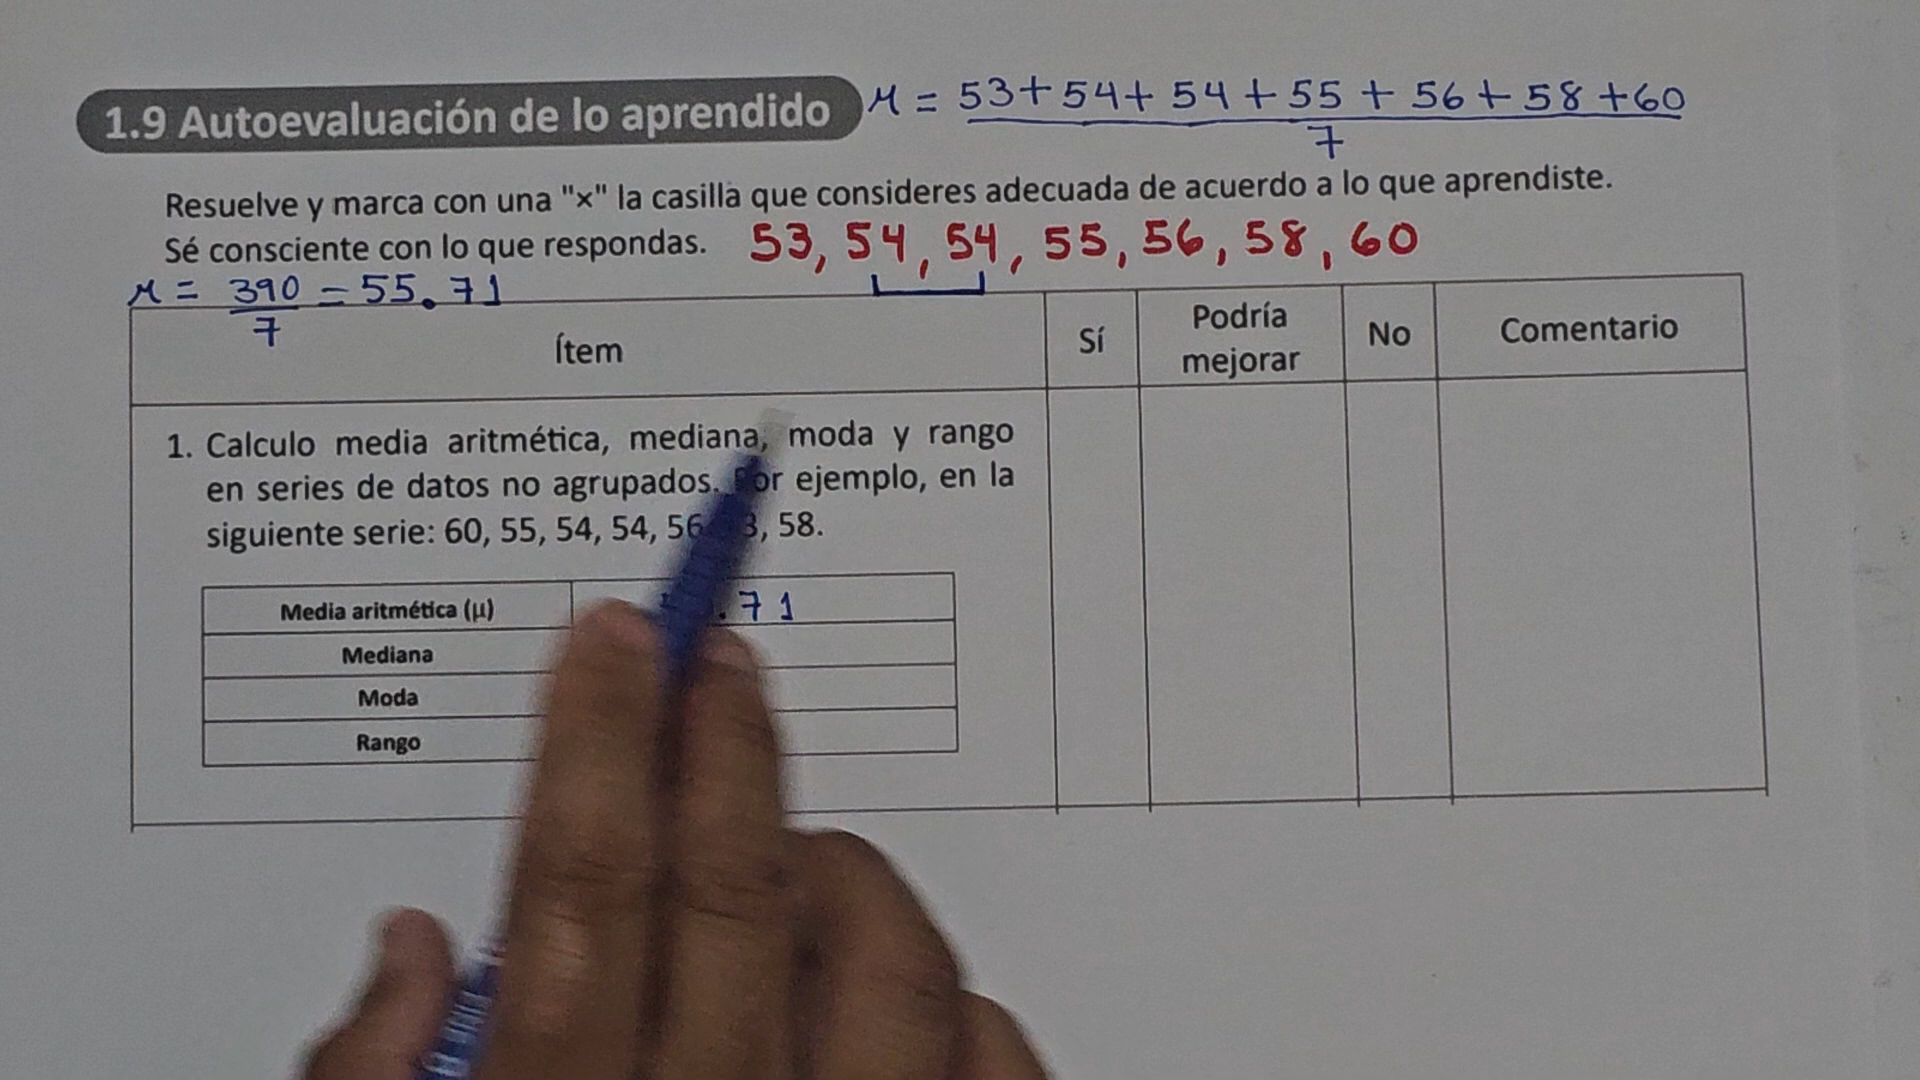 1.9 Autoevaluación de lo aprendido
μ = 53+54+54+55+56+58+60
7
Resuelve y marca con una "×" la casilla que consideres adecuada de acuerdo a lo que aprendiste.
Sé consciente con lo que respondas. 53, 54, 54, 55, 56, 58, 60
μ = 390 = 55.71
7
Ítem Sí Podría mejorar No Comentario
1. Calculo media aritmética, mediana, moda y rango
en series de datos no agrupados. Por ejemplo, en la
siguiente serie: 60, 55, 54, 54, 56 3, 58.
Media aritmética (μ) .71
Mediana
Moda
Rango